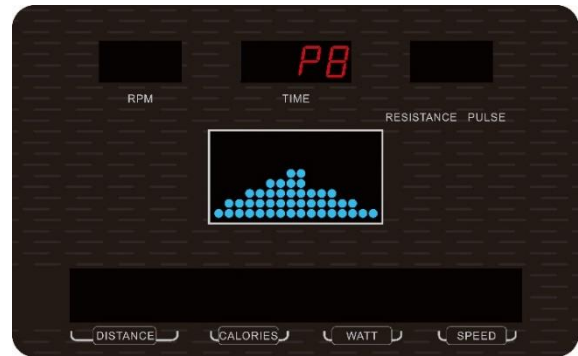 P8
RPM TIME
RESISTANCE PULSE
DISTANCE CALORIES WATT SPEED